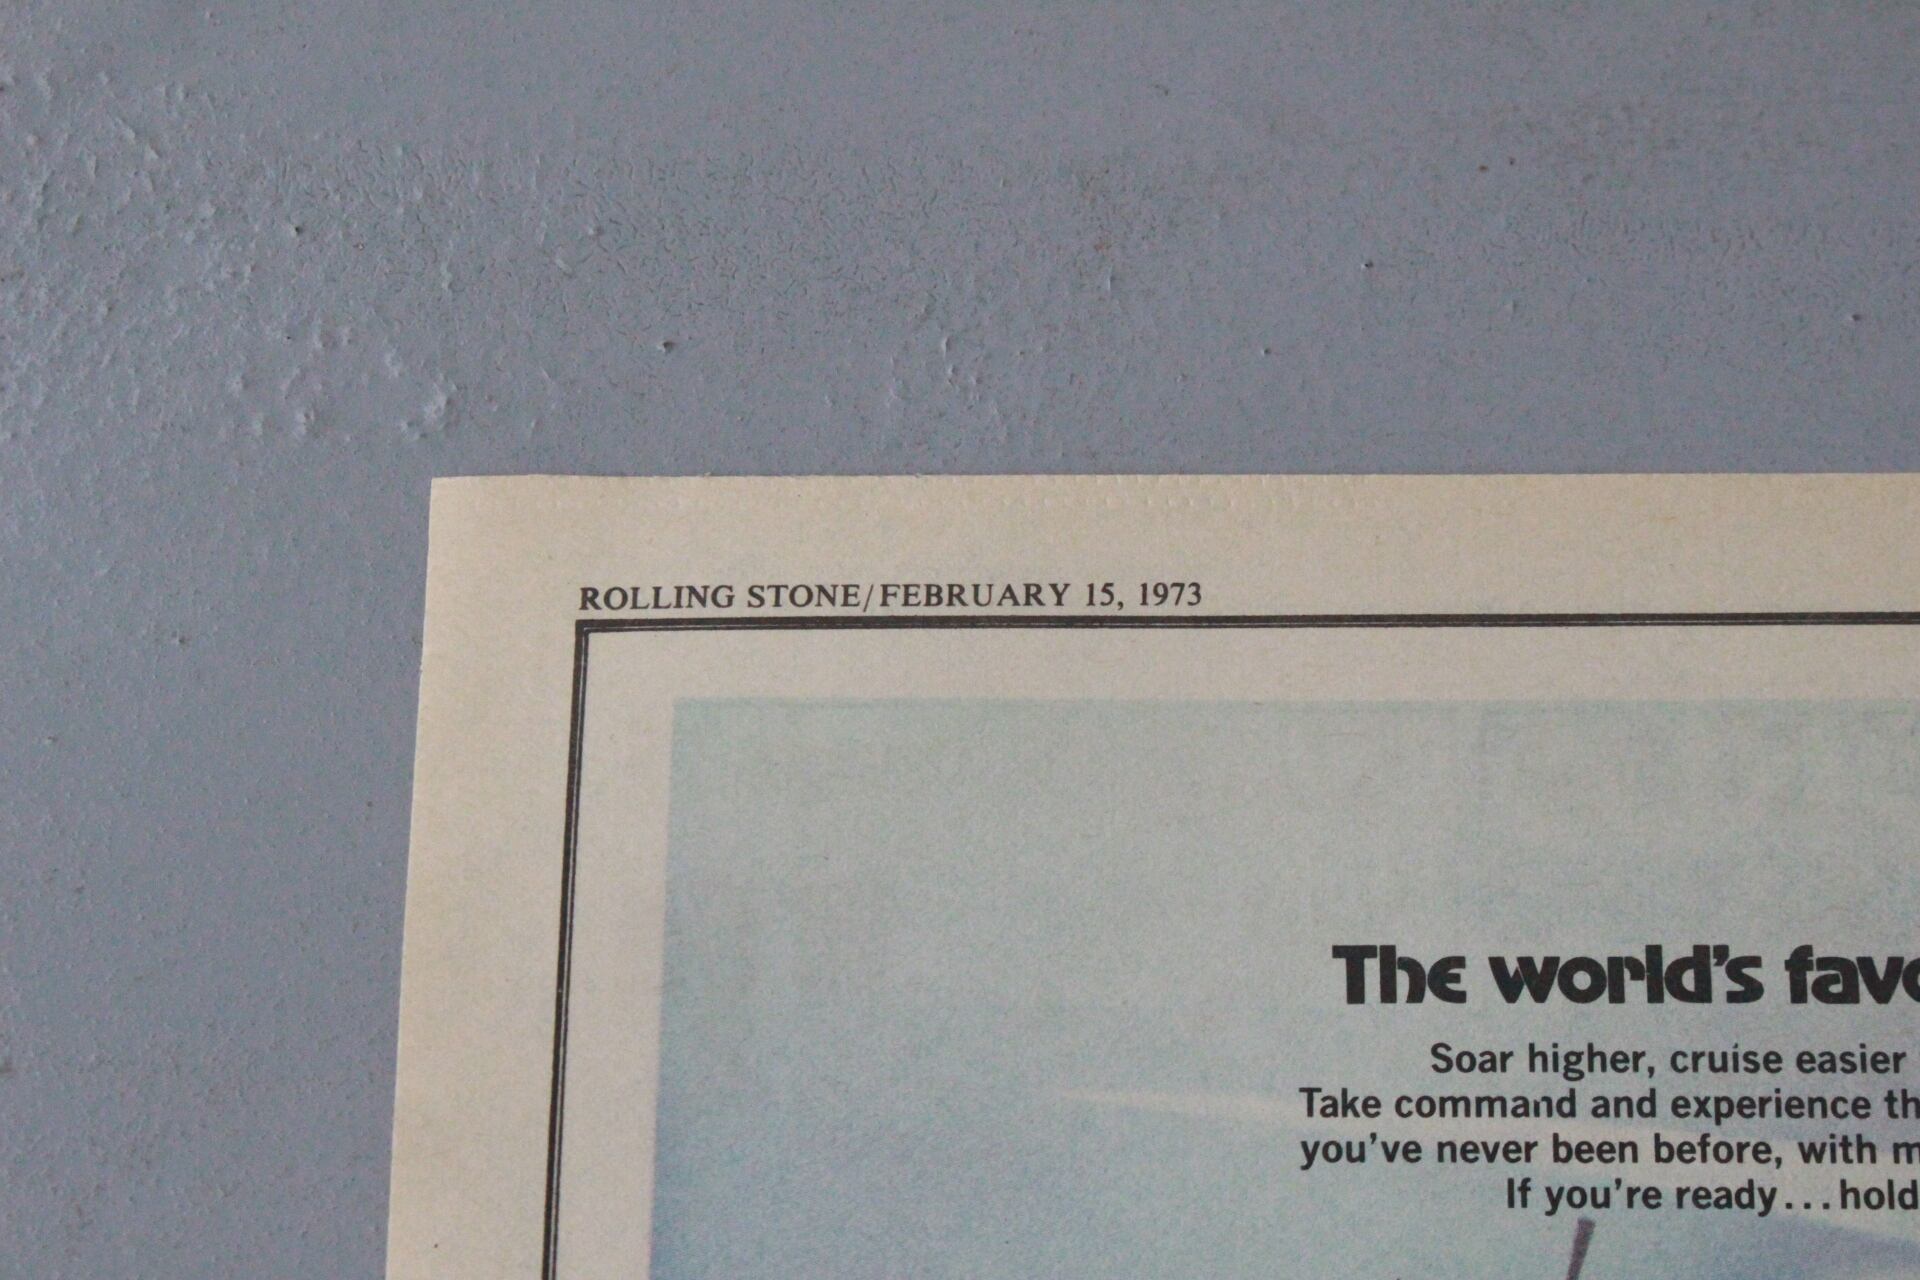 ROLLING STONE/FEBRUARY 15, 1973
The world's favo
Soar higher, cruise easier
Take command and experience th
you've never been before, with m
If you're ready...hold